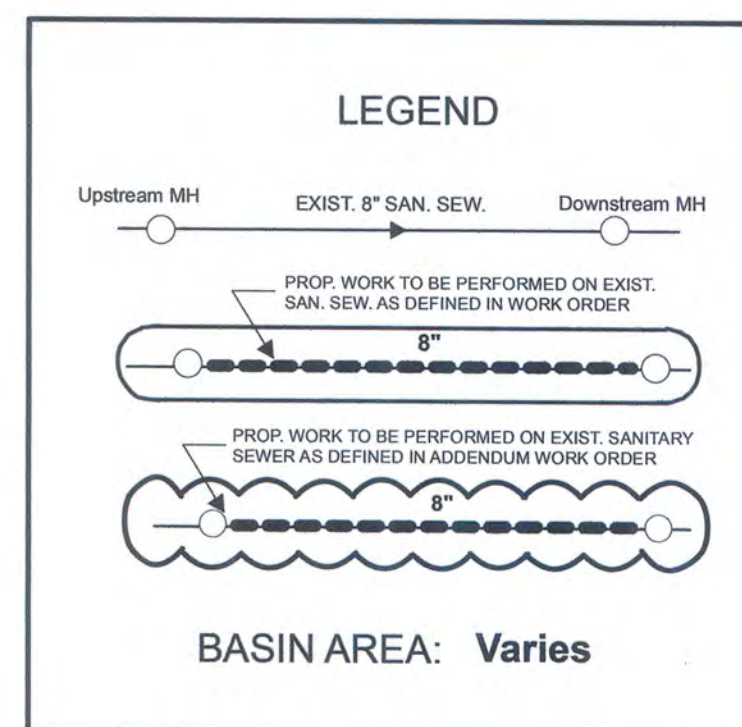 LEGEND
Upstream MH EXIST. 8" SAN. SEW. Downstream MH
PROP. WORK TO BE PERFORMED ON EXIST.
SAN. SEW. AS DEFINED IN WORK ORDER
8"
PROP. WORK TO BE PERFORMED ON EXIST. SANITARY
SEWER AS DEFINED IN ADDENDUM WORK ORDER
8"
BASIN AREA: Varies